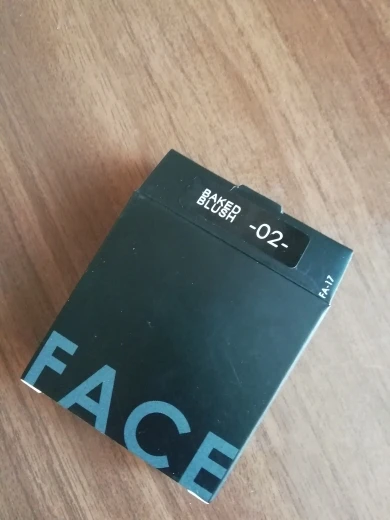 BAKED
BLUSH
-02-
FA-17
FACE